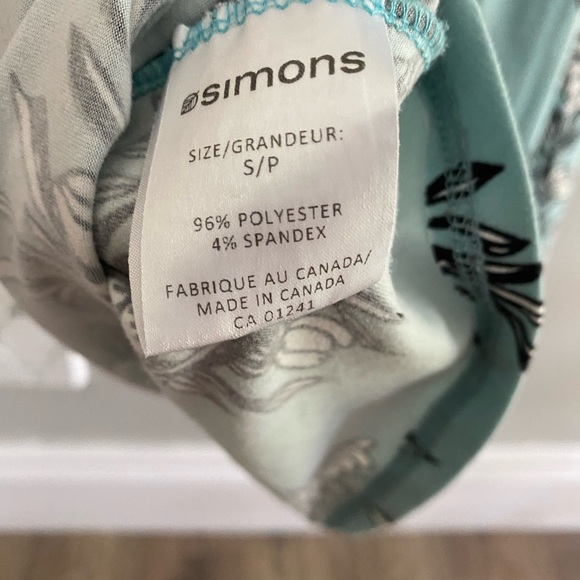 SIMONS
SIZE/GRANDEUR:
S/P
96% POLYESTER
4% SPANDEX
FABRIQUE AU CANADA/
MADE IN CANADA
CA 01241